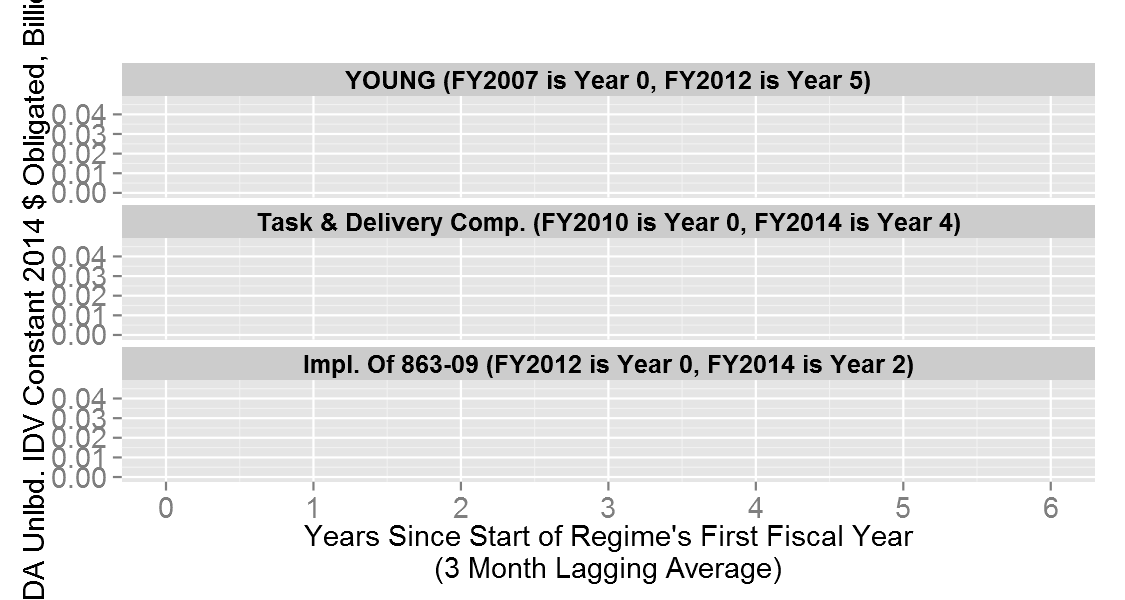 DA Unlbd. IDV Constant 2014 $ Obligated,
YOUNG (FY2007 is Year 0, FY2012 is Year 5)
0.04
0.03
0.02
0.01
0.00
Task & Delivery Comp. (FY2010 is Year 0, FY2014 is Year 4)
0.04
0.03
0.02
0.01
0.00
Impl. Of 863-09 (FY2012 is Year 0, FY2014 is Year 2)
0.04
0.03
0.02
0.01
0.00
0 1 2 3 4 5 6
Years Since Start of Regime's First Fiscal Year
(3 Month Lagging Average)